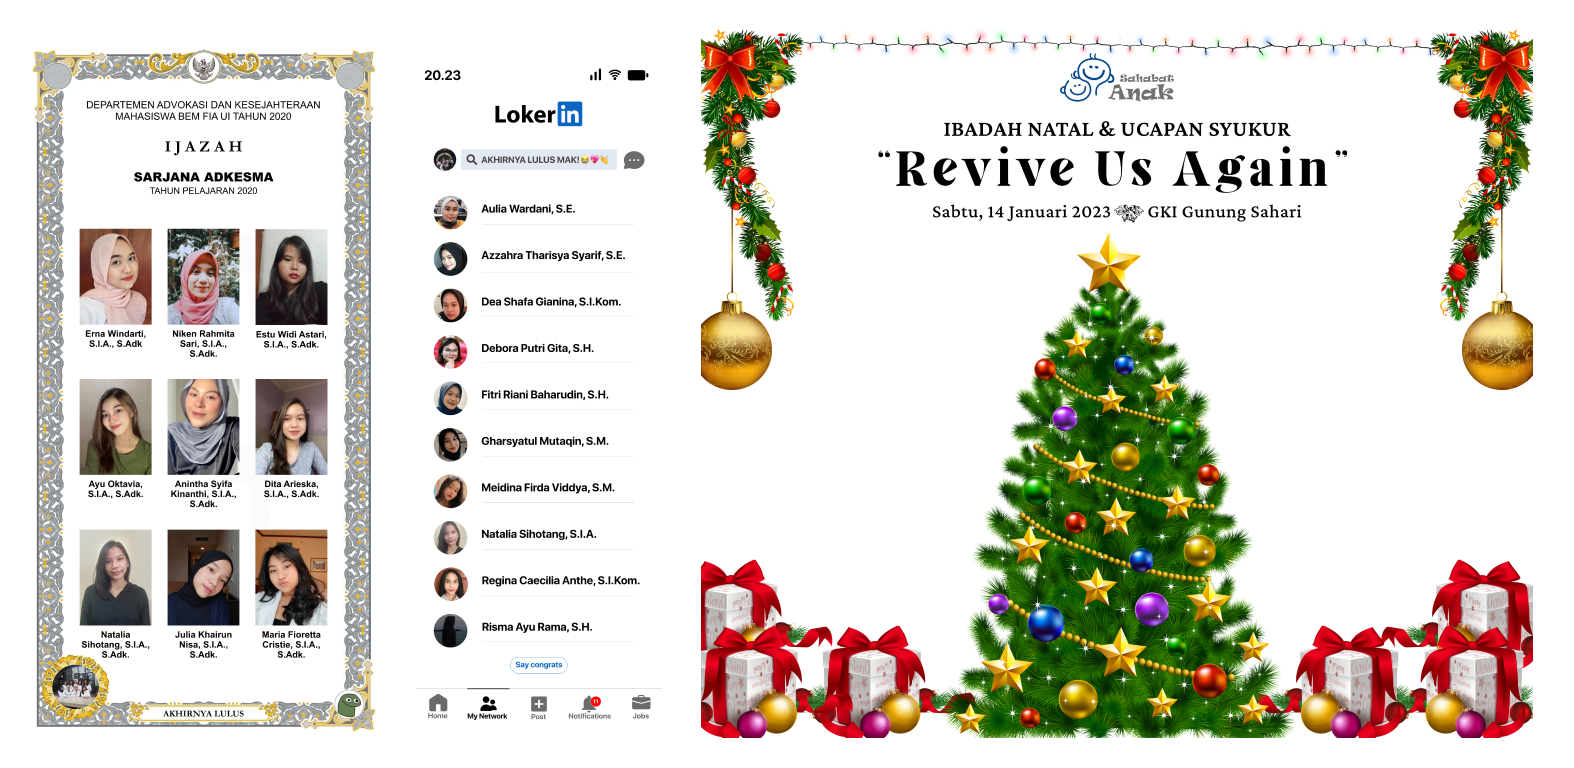 DEPARTEMEN ADVOKASI DAN KESEJAHTERAAN
MAHASISWA BEM FIA UI TAHUN 2020
IJAZAH
SARJANA ADKESMA
TAHUN PELAJARAN 2020
Erna Windarti,
S.I.A., S.Adk
Niken Rahmita
Sari, S.I.A.,
S.Adk.
Estu Widi Astari,
S.I.A., S.Adk.
Ayu Oktavia,
S.I.A., S.Adk.
Anintha Syifa
Kinanthi, S.I.A.,
S.Adk.
Dita Arieska,
S.I.A., S.Adk.
Natalia
Sihotang, S.I.A.,
S.Adk.
Julia Khairun
Nisa, S.I.A.,
S.Adk.
Maria Fioretta
Cristie, S.I.A.,
S.Adk.
AKHIRNYA LULUS
20.23
Loker in
AKHIRNYA LULUS MAK!😭💖👏
Aulia Wardani, S.E.
Azzahra Tharisya Syarif, S.E.
Dea Shafa Gianina, S.I.Kom.
Debora Putri Gita, S.H.
Fitri Riani Baharudin, S.H.
Gharsyatul Mutaqin, S.M.
Meidina Firda Viddya, S.M.
Natalia Sihotang, S.I.A.
Regina Caecilia Anthe, S.I.Kom.
Risma Ayu Rama, S.H.
Say congrats
11
Home My Network Post Notifications Jobs
Sahabat
Anak
IBADAH NATAL & UCAPAN SYUKUR
“Revive Us Again”
Sabtu, 14 Januari 2023 GKI Gunung Sahari